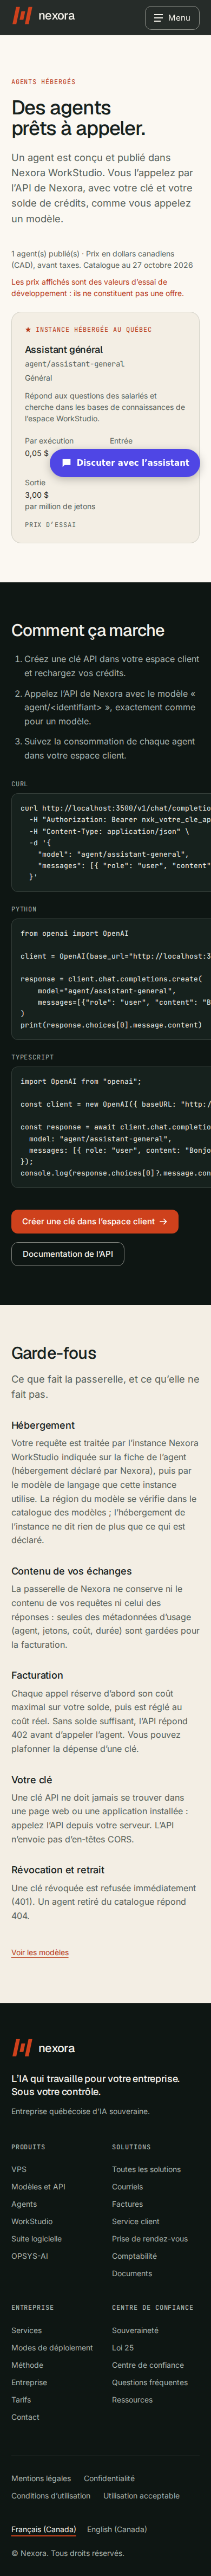 nexora
Menu
AGENTS HÉBERGÉS
Des agents
prêts à appeler.
Un agent est conçu et publié dans
Nexora WorkStudio. Vous l’appelez par
l’API de Nexora, avec votre clé et votre
solde de crédits, comme vous appelez
un modèle.
1 agent(s) publié(s) · Prix en dollars canadiens
(CAD), avant taxes. Catalogue au 27 octobre 2026
Les prix affichés sont des valeurs d’essai de
développement : ils ne constituent pas une offre.
INSTANCE HÉBERGÉE AU QUÉBEC
Assistant général
agent/assistant-general
Général
Répond aux questions des salariés et
cherche dans les bases de connaissances de
l’espace WorkStudio.
Par exécution
Entrée
0,05 $
Discuter avec l’assistant
Sortie
3,00 $
par million de jetons
PRIX D’ESSAI
Comment ça marche
1. Créez une clé API dans votre espace client
et rechargez vos crédits.
2. Appelez l’API de Nexora avec le modèle «
agent/<identifiant> », exactement comme
pour un modèle.
3. Suivez la consommation de chaque agent
dans votre espace client.
CURL
curl http://localhost:3500/v1/chat/completio
-H "Authorization: Bearer nxk_votre_cle_ap
-H "Content-Type: application/json" \
-d '{
"model": "agent/assistant-general",
"messages": [{ "role": "user", "content"
}'
PYTHON
from openai import OpenAI
client = OpenAI(base_url="http://localhost:3
response = client.chat.completions.create(
model="agent/assistant-general",
messages=[{"role": "user", "content": "B
)
print(response.choices[0].message.content)
TYPESCRIPT
import OpenAI from "openai";
const client = new OpenAI({ baseURL: "http:/
const response = await client.chat.completio
model: "agent/assistant-general",
messages: [{ role: "user", content: "Bonjo
});
console.log(response.choices[0]?.message.con
Créer une clé dans l’espace client →
Documentation de l’API
Garde-fous
Ce que fait la passerelle, et ce qu’elle ne
fait pas.
Hébergement
Votre requête est traitée par l’instance Nexora
WorkStudio indiquée sur la fiche de l’agent
(hébergement déclaré par Nexora), puis par
le modèle de langage que cette instance
utilise. La région du modèle se vérifie dans le
catalogue des modèles ; l’hébergement de
l’instance ne dit rien de plus que ce qui est
déclaré.
Contenu de vos échanges
La passerelle de Nexora ne conserve ni le
contenu de vos requêtes ni celui des
réponses : seules des métadonnées d’usage
(agent, jetons, coût, durée) sont gardées pour
la facturation.
Facturation
Chaque appel réserve d’abord son coût
maximal sur votre solde, puis est réglé au
coût réel. Sans solde suffisant, l’API répond
402 avant d’appeler l’agent. Vous pouvez
plafonner la dépense d’une clé.
Votre clé
Une clé API ne doit jamais se trouver dans
une page web ou une application installée :
appelez l’API depuis votre serveur. L’API
n’envoie pas d’en-têtes CORS.
Révocation et retrait
Une clé révoquée est refusée immédiatement
(401). Un agent retiré du catalogue répond
404.
Voir les modèles
nexora
L’IA qui travaille pour votre entreprise.
Sous votre contrôle.
Entreprise québécoise d’IA souveraine.
PRODUITS
SOLUTIONS
VPS
Toutes les solutions
Modèles et API
Courriels
Agents
Factures
WorkStudio
Service client
Suite logicielle
Prise de rendez-vous
OPSYS-AI
Comptabilité
Documents
ENTREPRISE
CENTRE DE CONFIANCE
Services
Souveraineté
Modes de déploiement
Loi 25
Méthode
Centre de confiance
Entreprise
Questions fréquentes
Tarifs
Ressources
Contact
Mentions légales
Confidentialité
Conditions d’utilisation
Utilisation acceptable
Français (Canada)
English (Canada)
© Nexora. Tous droits réservés.